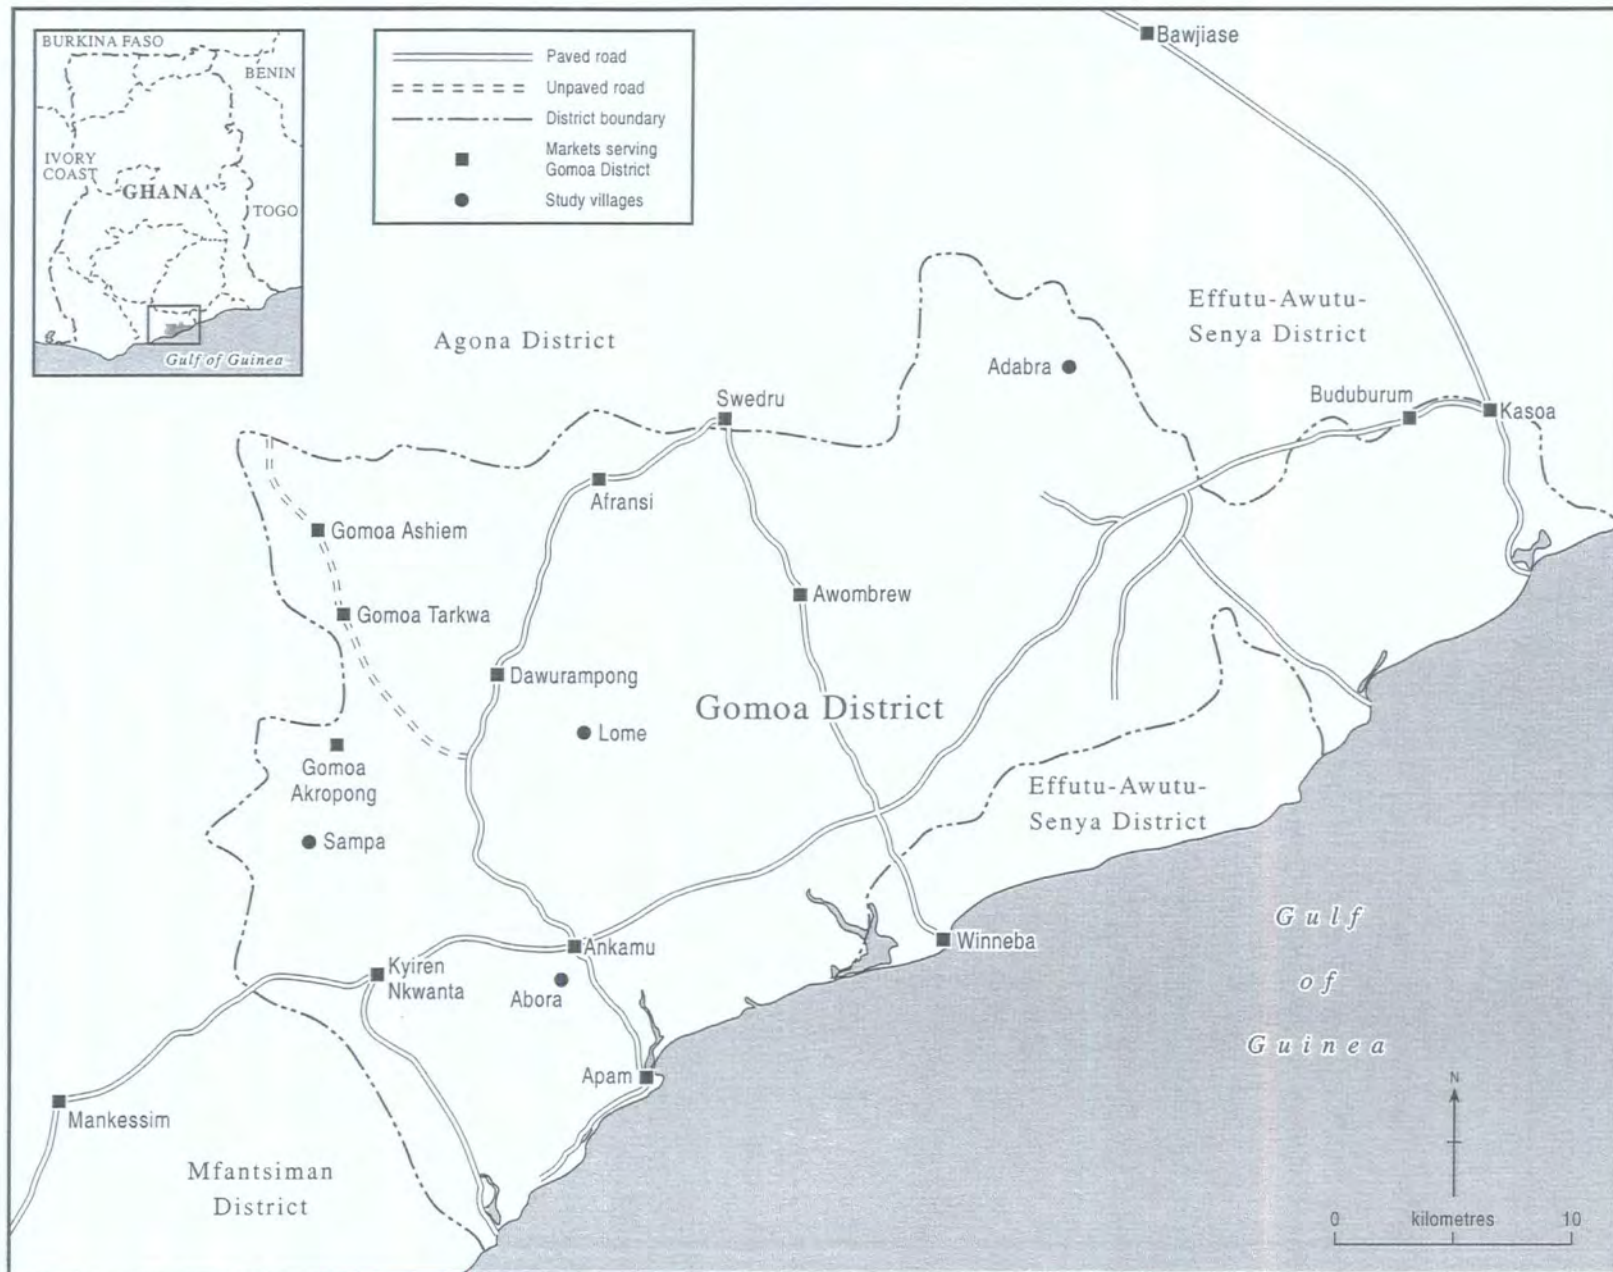 BURKINA FASO
BENIN
IVORY
COAST
GHANA
TOGO
Gulf of Guinea
Paved road
Unpaved road
District boundary
Markets serving
Gomoa District
Study villages
Bawjiase
Effutu-Awutu-
Senya District
Agona District
Adabra
Swedru
Buduburum
Kasoa
Afransi
Gomoa Ashiem
Awombrew
Gomoa Tarkwa
Dawurampong
Gomoa District
Lome
Gomoa
Akropong
Effutu-Awutu-
Senya District
Sampa
Gulf
of
Guinea
Winneba
Ankamu
Kyiren
Nkwanta
Abora
Apam
Mankessim
Mfantsiman
District
N
0 kilometres 10